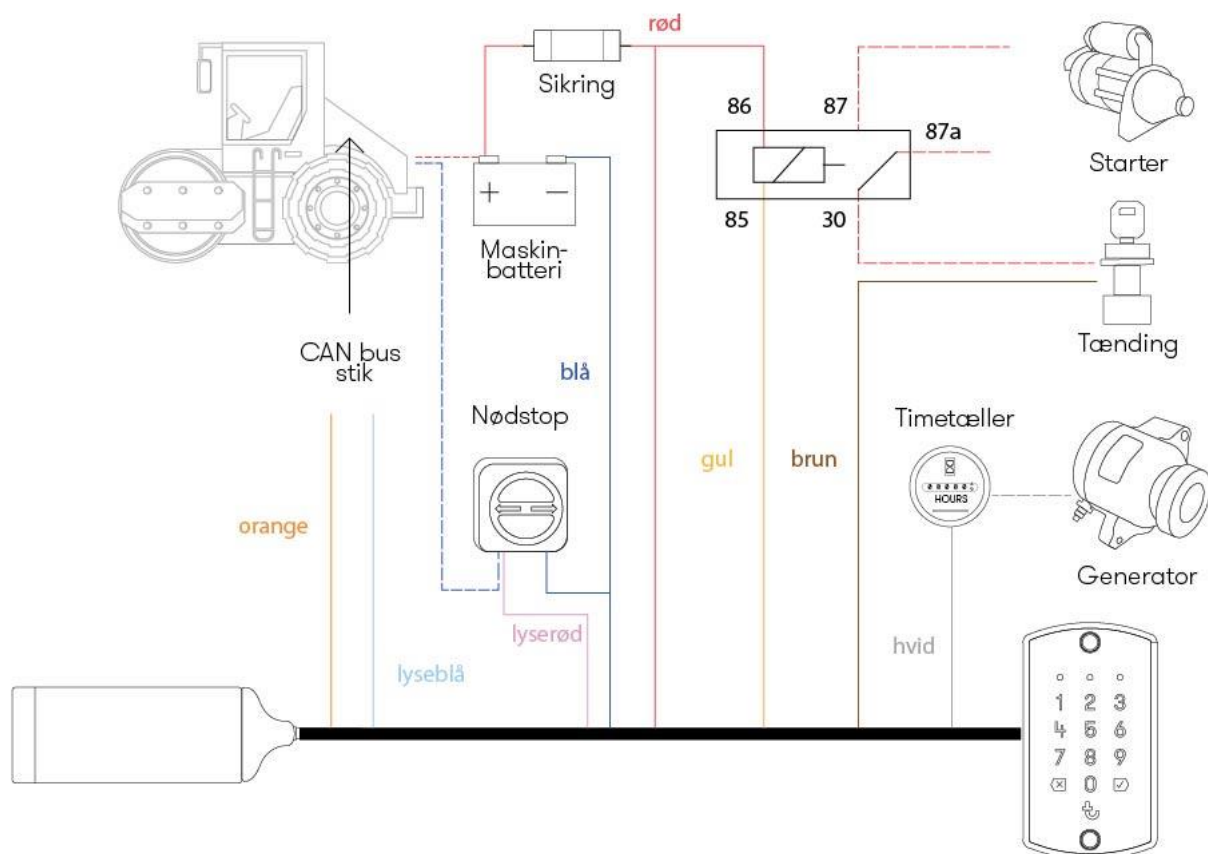 rød
Sikring
86
87
87a
Starter
+
−
85
30
Maskin-
batteri
Tænding
CAN bus
stik
blå
Nødstop
Timetæller
gul
brun
HOURS
orange
Generator
lyserød
hvid
lyseblå
1 2 3
4 5 6
7 8 9
0